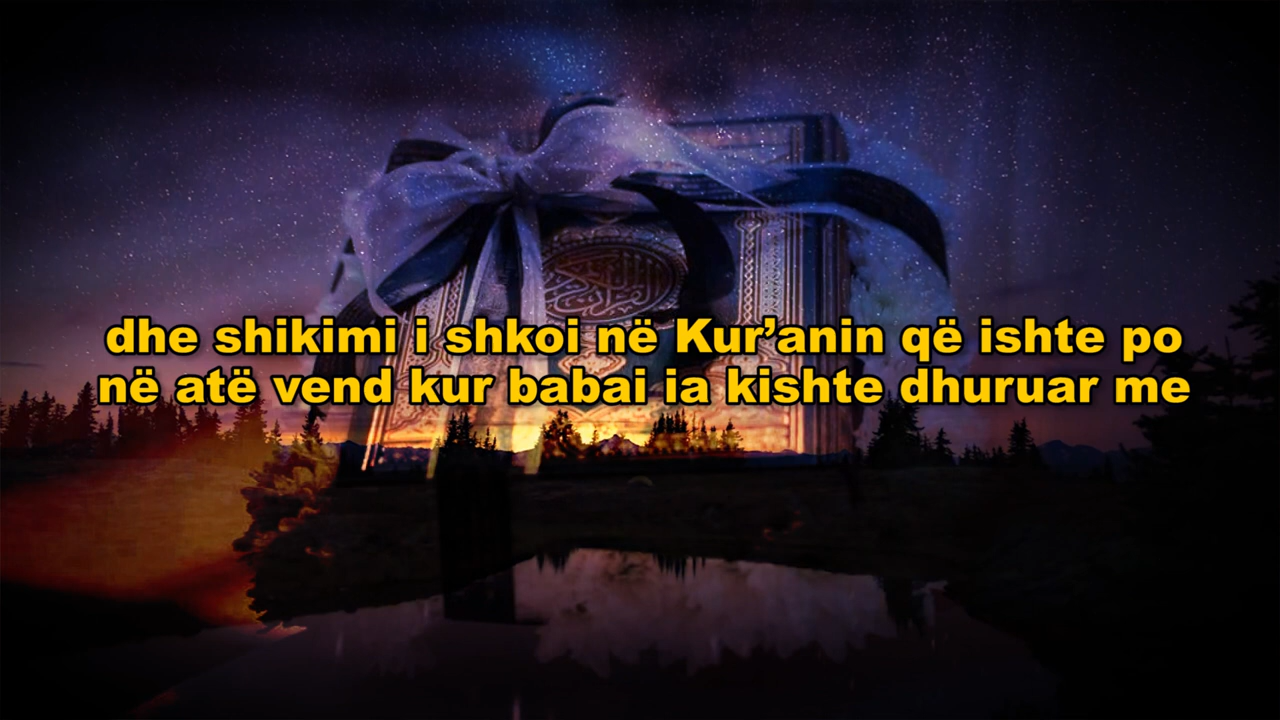 dhe shikimi i shkoi në Kur’anin që ishte po
në atë vend kur babai ia kishte dhuruar me